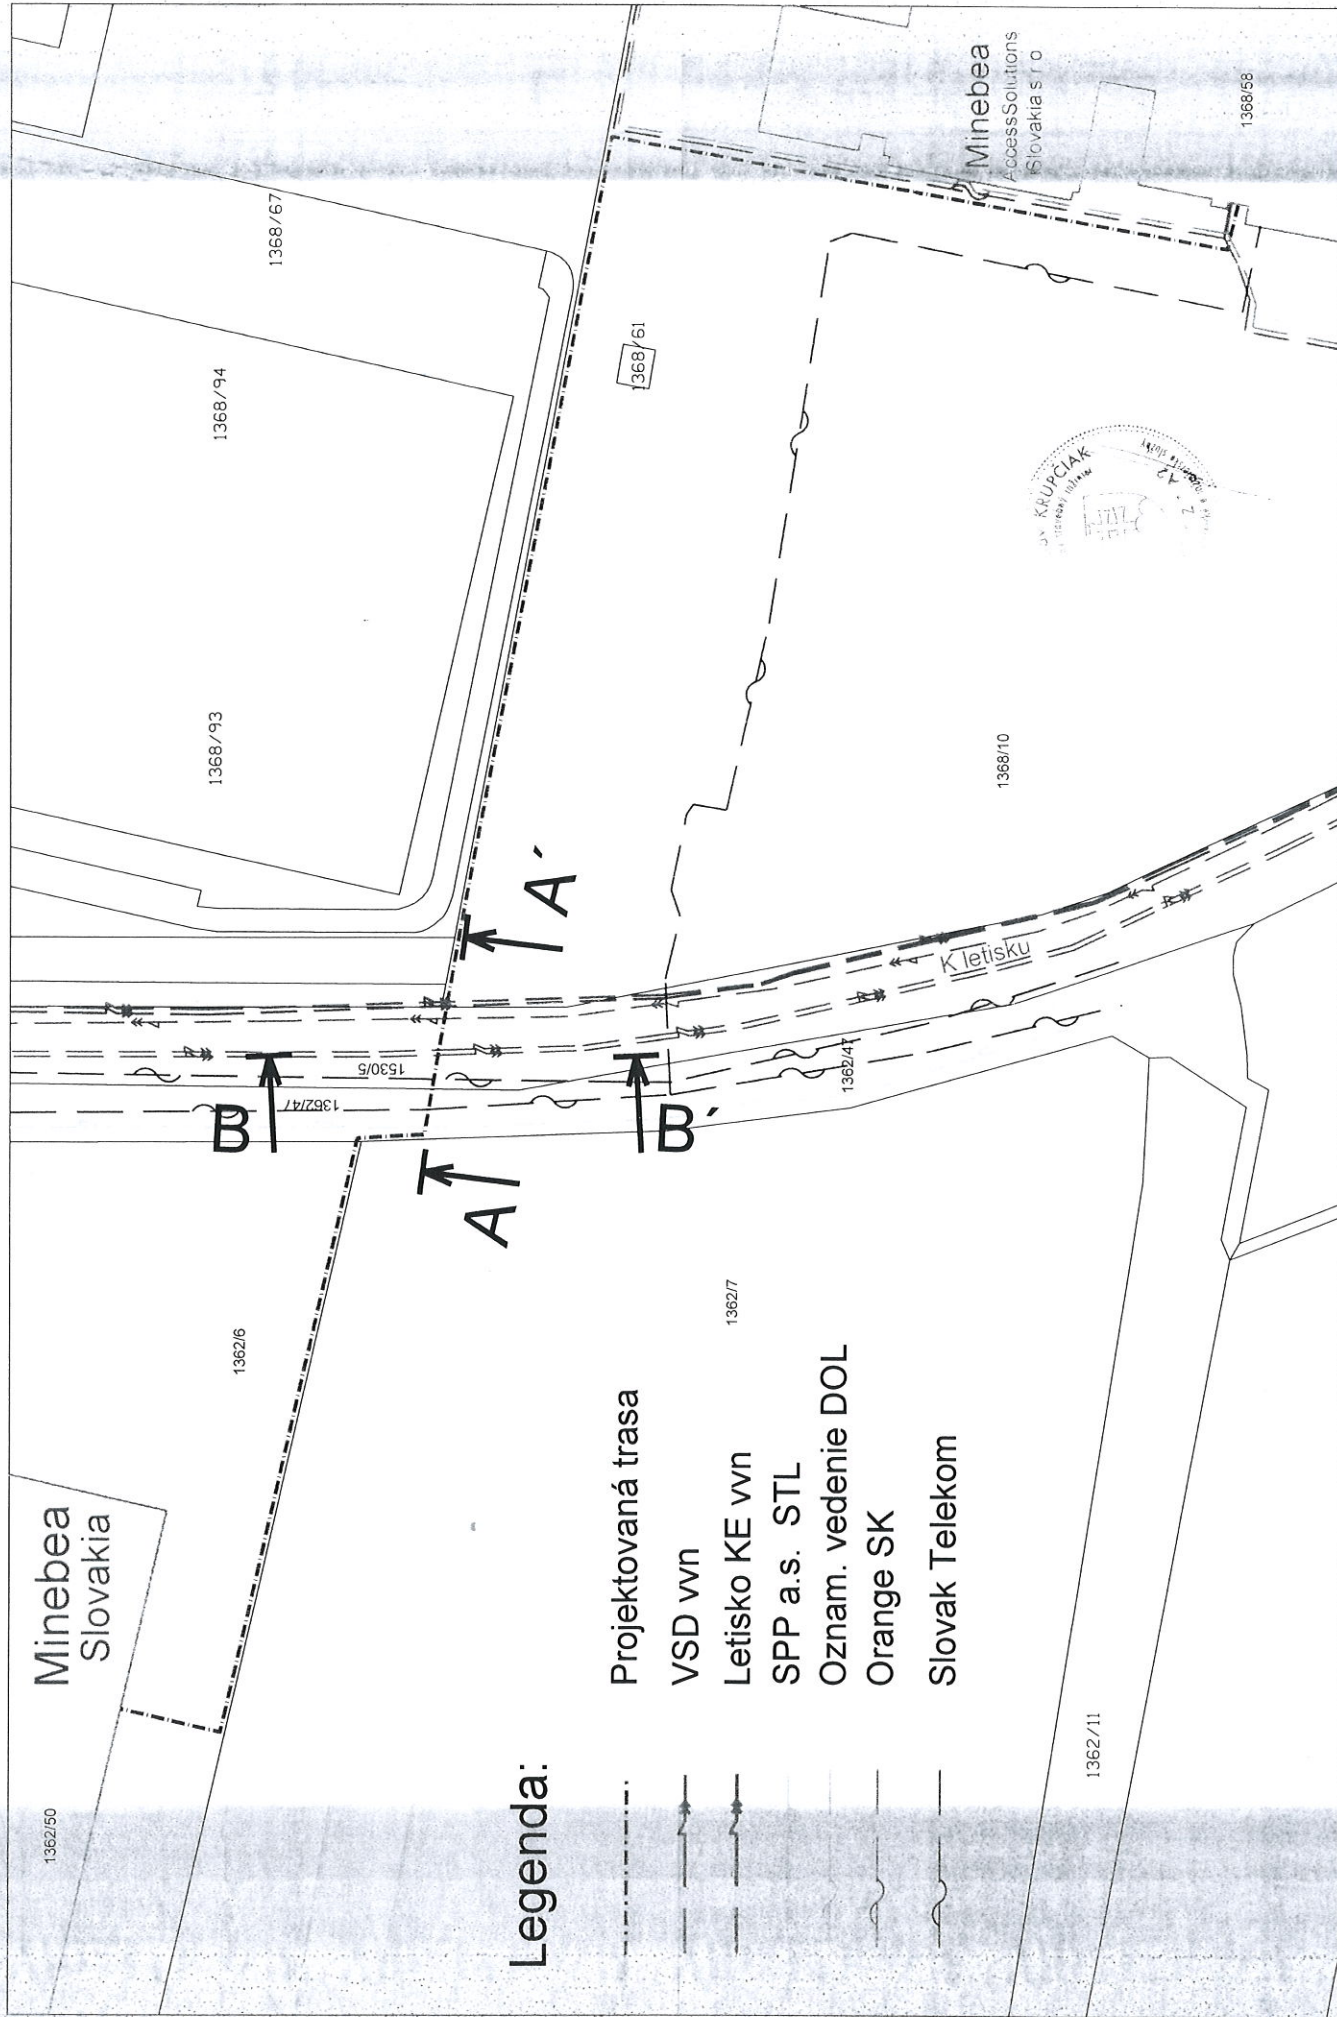 Minebea
Slovakia
1362/50
1362/6
1362/7
1362/11
1362/47
1362/47
1530/5
1368/93
1368/94
1368/67
1368/61
1368/10
1368/58
Minebea
AccessSolutions
Slovakia s r o
K letisku
A
A´
B
B´
KRUPČIAK
A2
Legenda:
Projektovaná trasa
VSD vvn
Letisko KE vvn
SPP a.s. STL
Oznam. vedenie DOL
Orange SK
Slovak Telekom